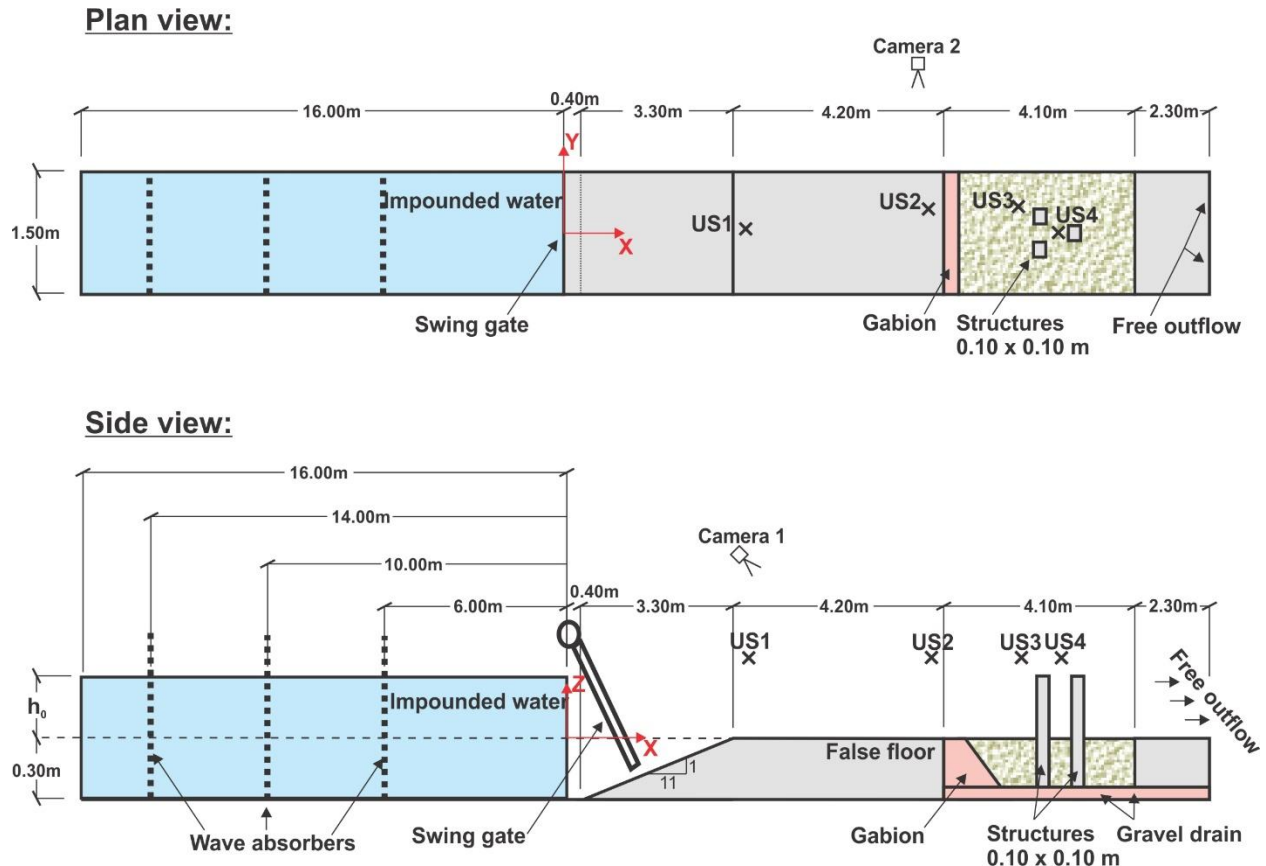 Plan view:
Camera 2
0.40m
16.00m
3.30m
4.20m
4.10m
2.30m
Y
Impounded water
US1
US2
US3
US4
1.50m
X
Swing gate
Gabion
Structures
0.10 x 0.10 m
Free outflow
Side view:
16.00m
14.00m
Camera 1
10.00m
0.40m
6.00m
3.30m
4.20m
4.10m
2.30m
US1
US2
US3
US4
Free outflow
h₀
Impounded water
Z
X
False floor
0.30m
1
11
Wave absorbers
Swing gate
Gabion
Structures
0.10 x 0.10 m
Gravel drain